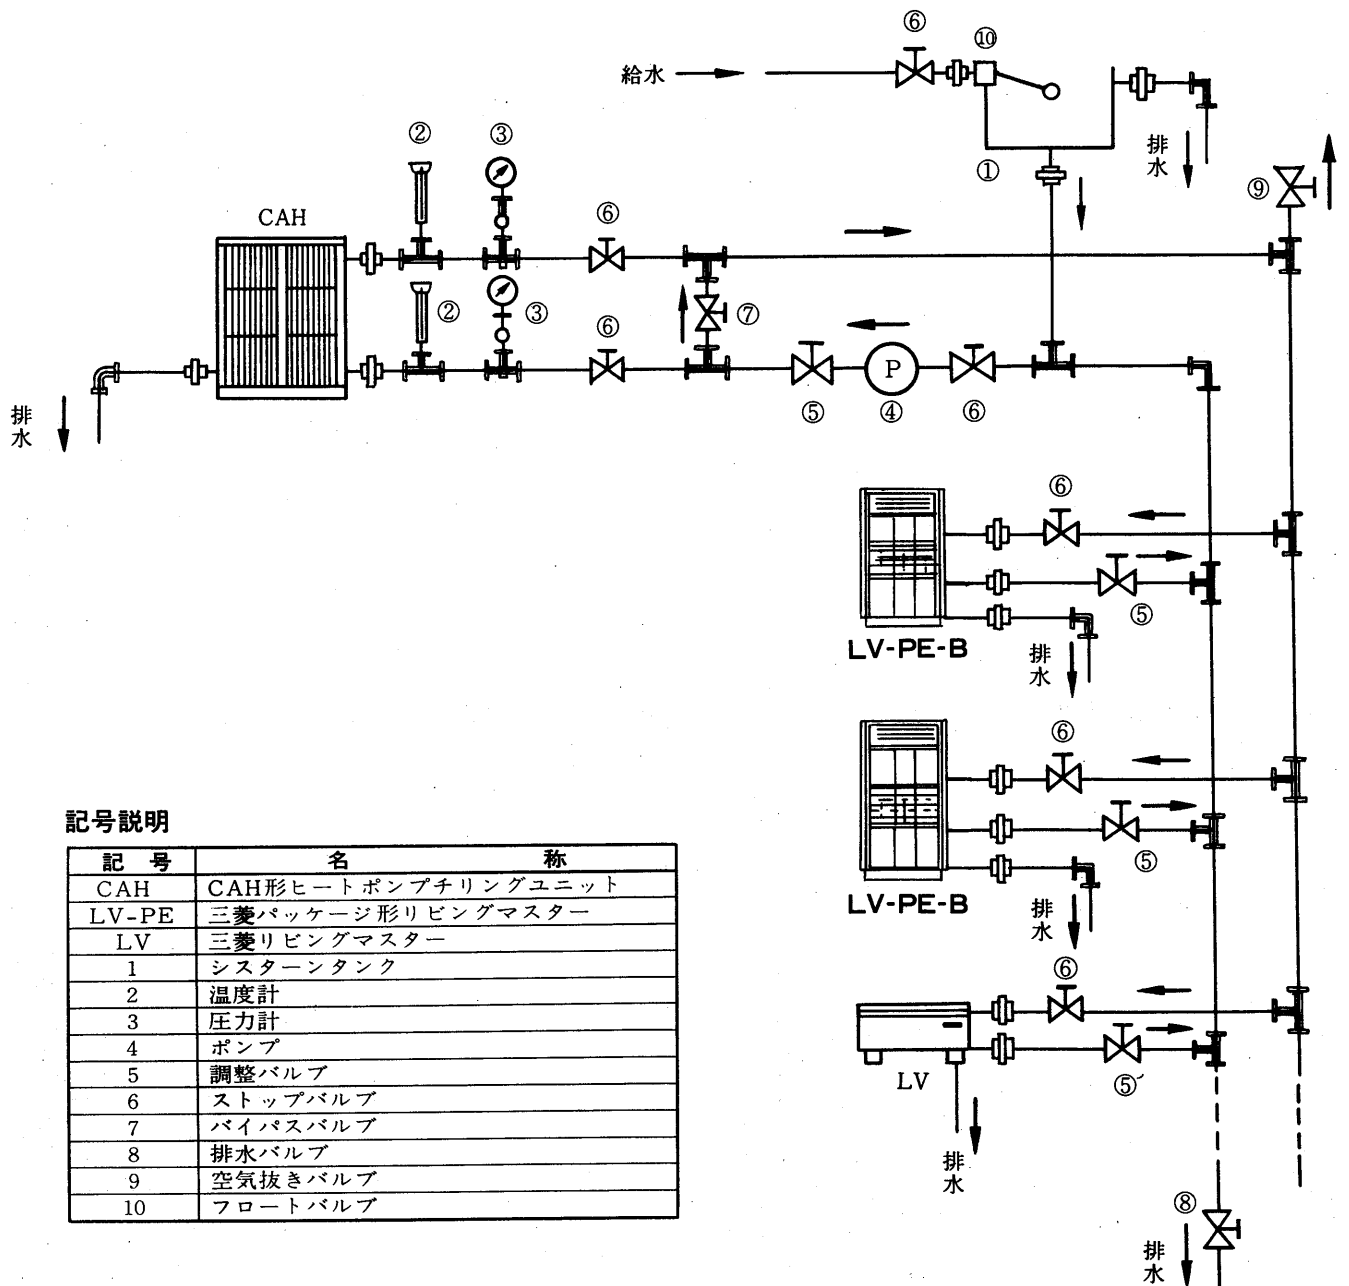 ⑥
⑩
給水
②
③
排水
①
⑨
⑥
CAH
②
③
⑥
⑦
P
⑤
④
⑥
排水
⑥
⑤
LV-PE-B
排水
⑥
⑤
LV-PE-B
排水
⑥
⑤
LV
排水
⑧
排水
記号説明
記 号 名 称
CAH CAH形ヒートポンプチリングユニット
LV-PE 三菱パッケージ形リビングマスター
LV 三菱リビングマスター
1 シスターンタンク
2 温度計
3 圧力計
4 ポンプ
5 調整バルブ
6 ストップバルブ
7 バイパスバルブ
8 排水バルブ
9 空気抜きバルブ
10 フロートバルブ